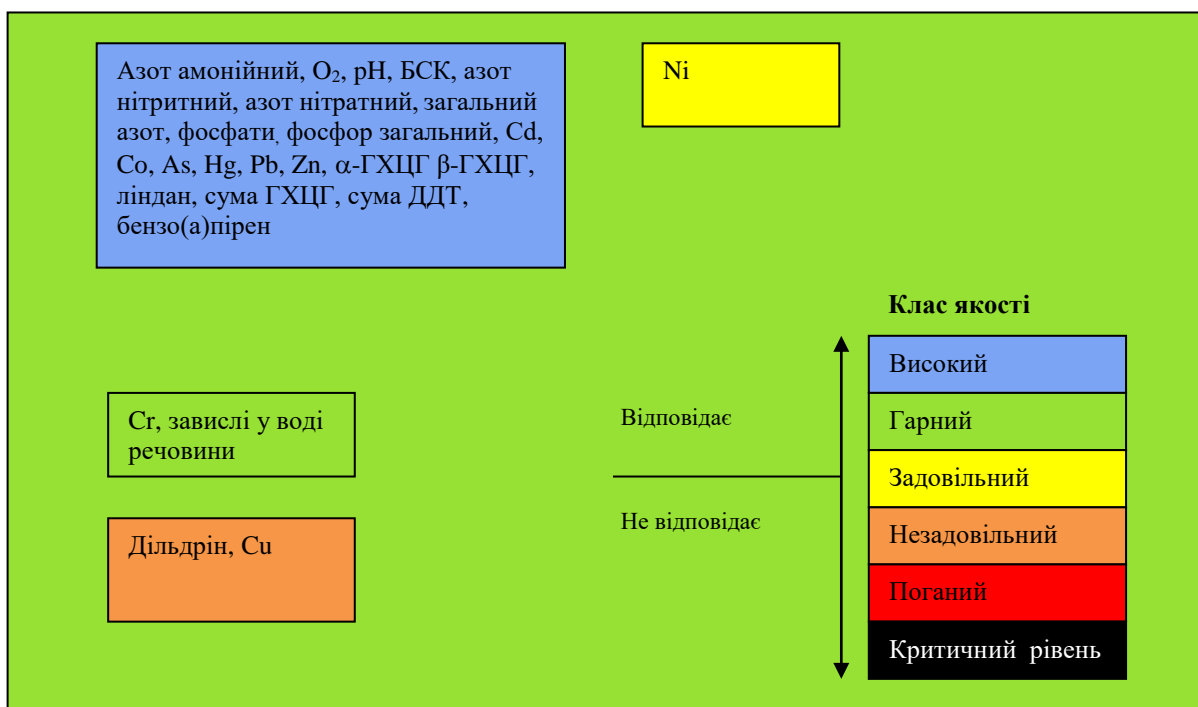 Азот амонійний, O₂, pH, БСК, азот
нітритний, азот нітратний, загальний
азот, фосфати, фосфор загальний, Cd,
Co, As, Hg, Pb, Zn, α-ГХЦГ β-ГХЦГ,
ліндан, сума ГХЦГ, сума ДДТ,
бензо(а)пірен
Ni
Cr, завислі у воді
речовини
Дільдрін, Cu
Відповідає
Не відповідає
Клас якості
Високий
Гарний
Задовільний
Незадовільний
Поганий
Критичний рівень